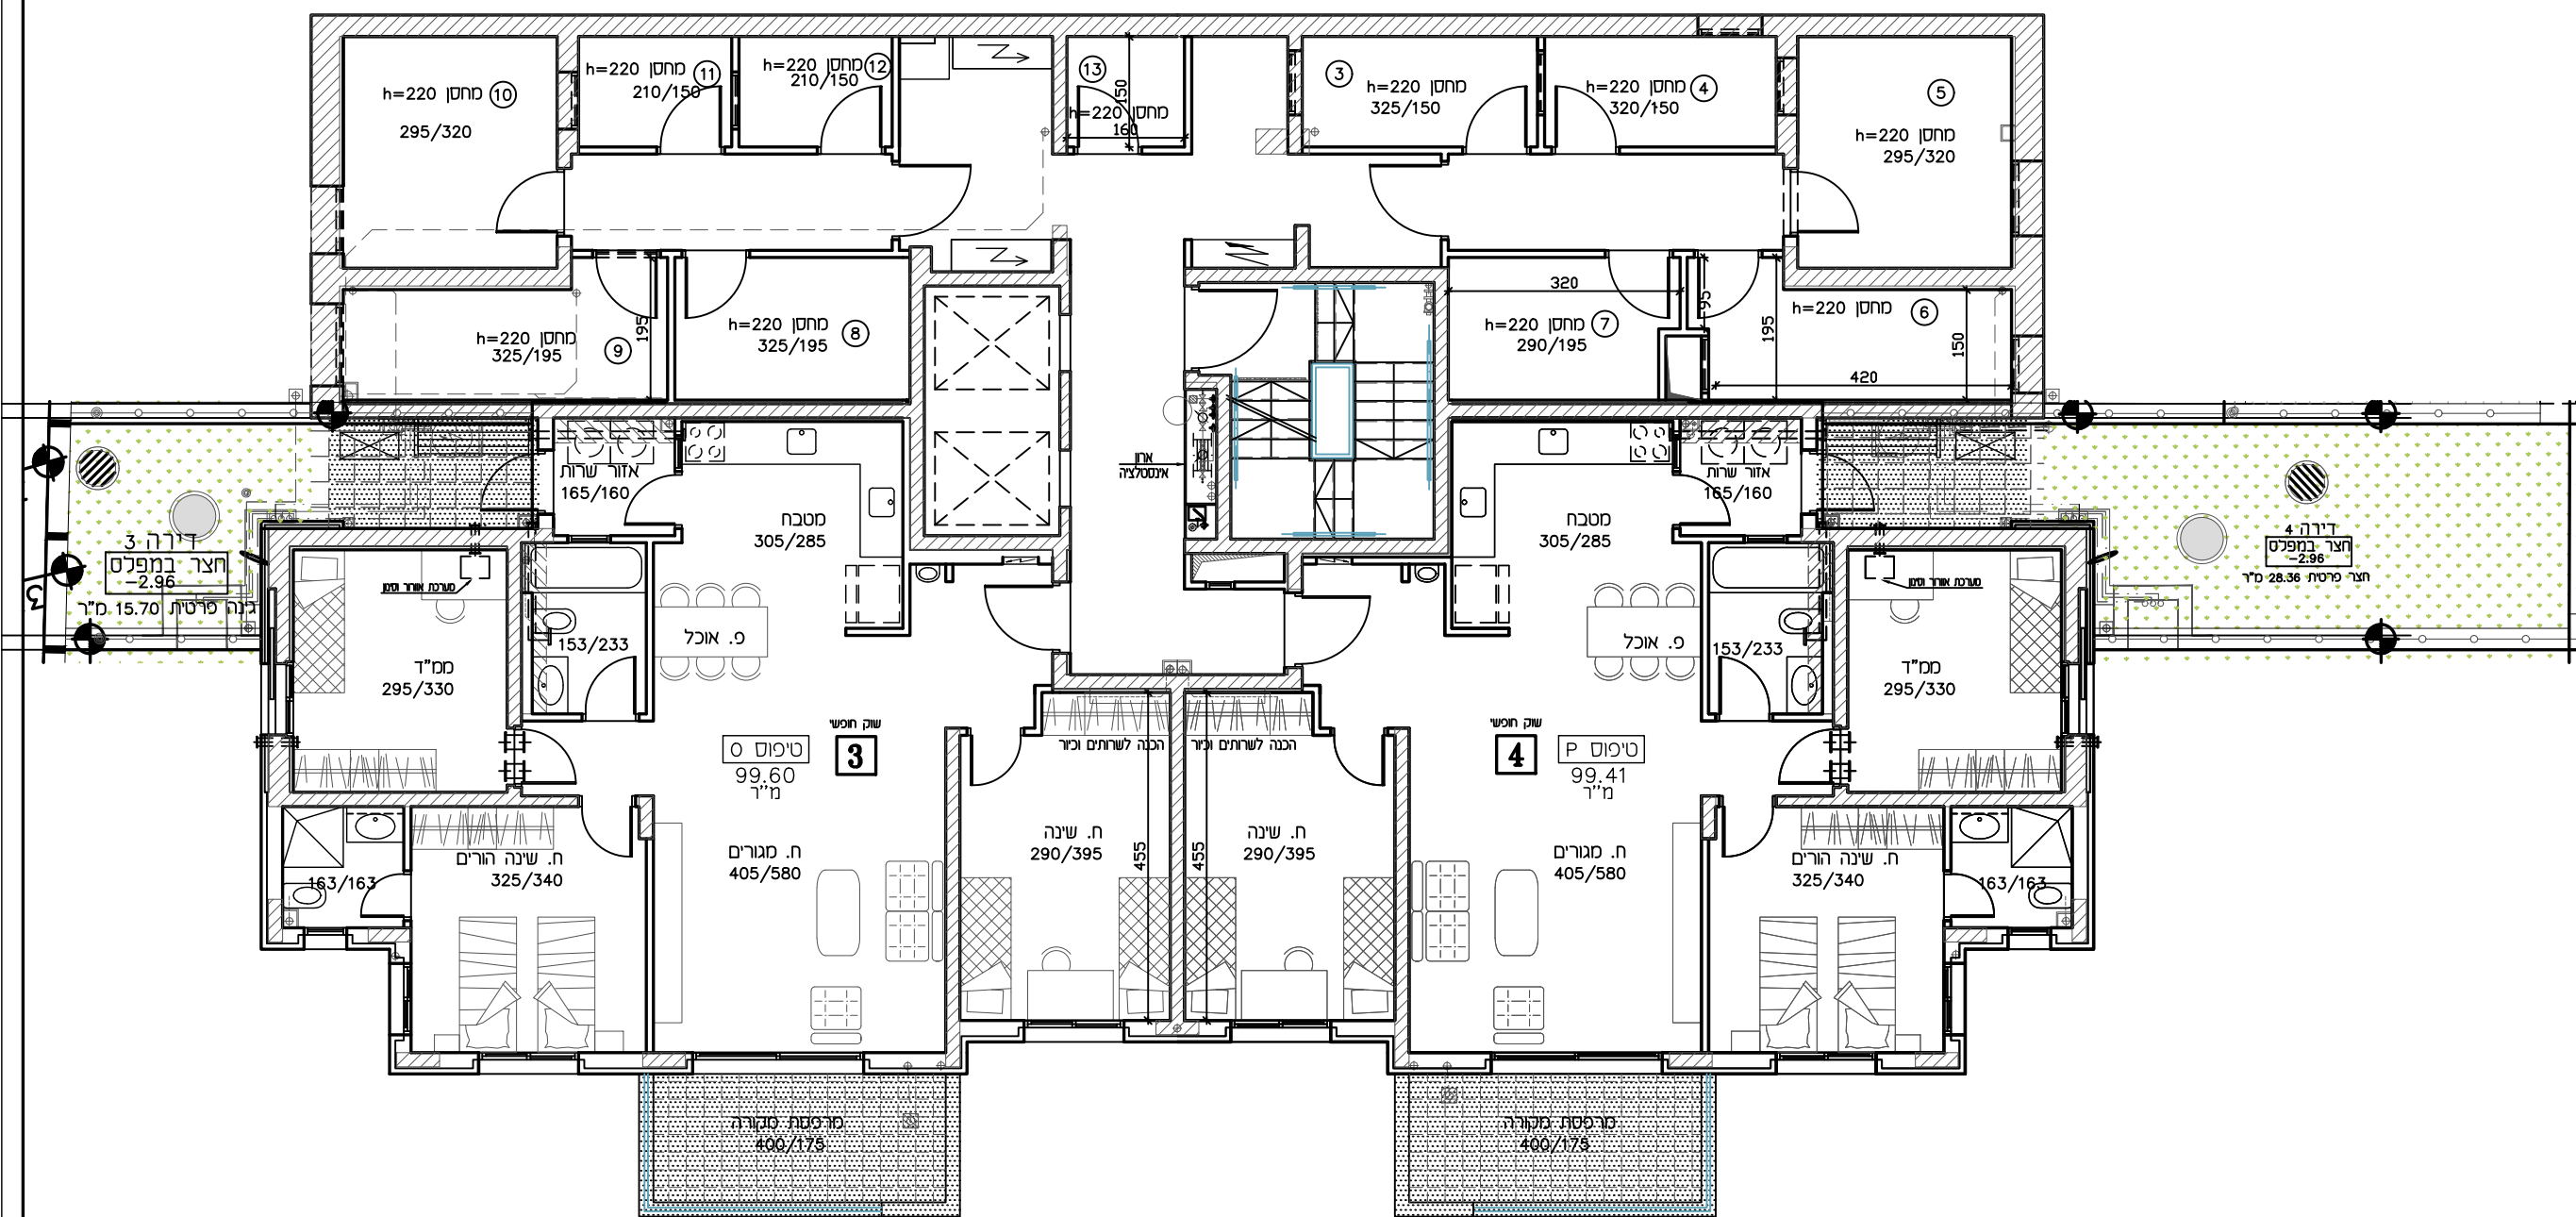 h=220 מחסן 10
295/320
h=220 מחסן 11
210/150
h=220 מחסן 12
210/150
13
h=220 מחסן
150
160
3
h=220 מחסן
325/150
h=220 מחסן 4
320/150
5
h=220 מחסן
295/320
h=220 מחסן
325/195
9
195
h=220 מחסן 8
325/195
320
h=220 מחסן 7
290/195
95
195
h=220 מחסן 6
150
420
אזור שרות
165/160
מטבח
305/285
ארון
אינסטלציה
מטבח
305/285
אזור שרות
165/160
דירה 3
חצר במפלס
-2.96
גינה פרטית 15.70 מ"ר
3
דירה 4
חצר במפלס
-2.96
חצר פרטית 28.36 מ"ר
מערכת אוורור וסינון
ממ"ד
295/330
153/233
פ. אוכל
פ. אוכל
153/233
מערכת אוורור וסינון
ממ"ד
295/330
שוק חופשי
3
טיפוס O
99.60
מ"ר
הכנה לשרותים וכיור
הכנה לשרותים וכיור
שוק חופשי
4
טיפוס P
99.41
מ"ר
163/163
ח. שינה הורים
325/340
ח. מגורים
405/580
ח. שינה
290/395
455
455
ח. שינה
290/395
ח. מגורים
405/580
ח. שינה הורים
325/340
163/163
מרפסת מקורה
400/175
מרפסת מקורה
400/175